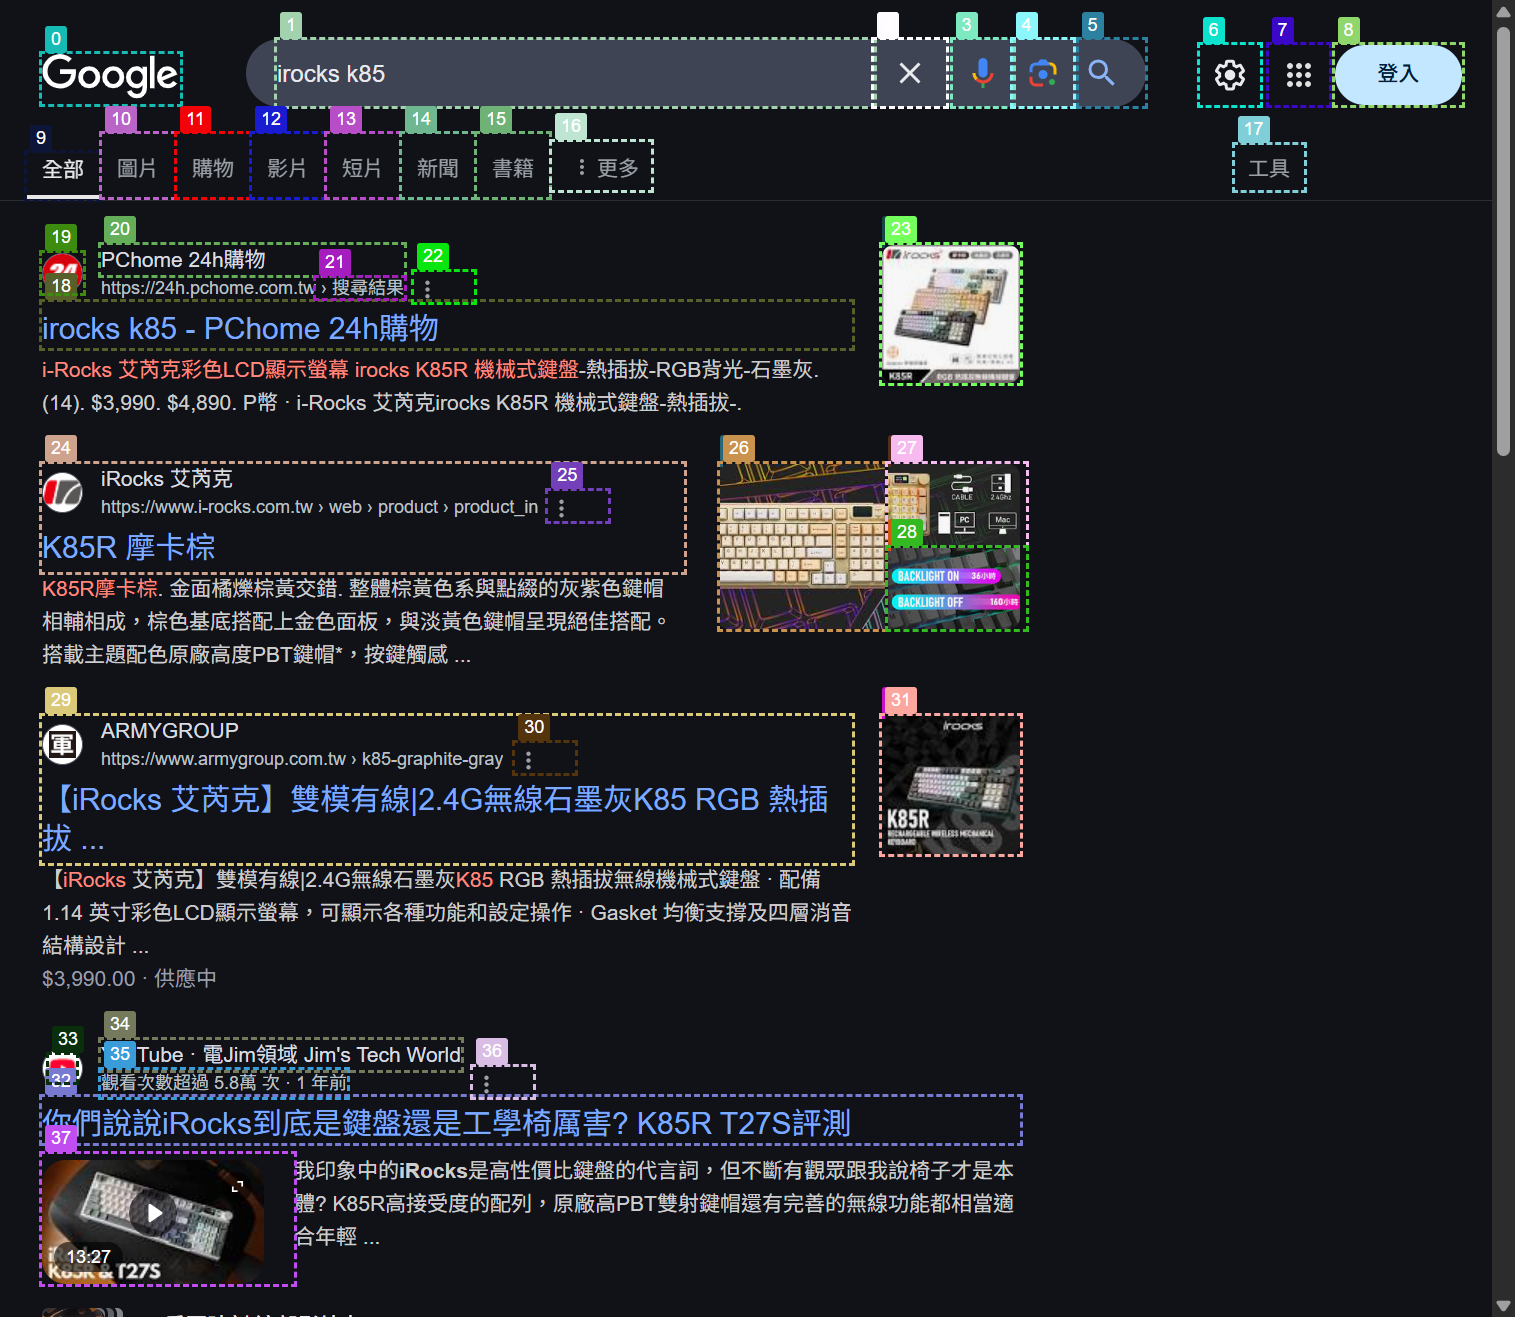 0 1 3 4 5 6 7 8
Google
irocks k85
登入
9 10 11 12 13 14 15 16 17
全部 圖片 購物 影片 短片 新聞 書籍 更多 工具
19 20 21 22 23
PChome 24h購物
18 https://24h.pchome.com.tw › 搜尋結果
irocks k85 - PChome 24h購物
i-Rocks 艾芮克彩色LCD顯示螢幕 irocks K85R 機械式鍵盤-熱插拔-RGB背光-石墨灰.
(14). $3,990. $4,890. P幣 · i-Rocks 艾芮克irocks K85R 機械式鍵盤-熱插拔-.
irocks
K85R
24 25 26 27
iRocks 艾芮克
https://www.i-rocks.com.tw › web › product › product_in
K85R 摩卡棕
K85R摩卡棕. 金面橘爍棕黃交錯. 整體棕黃色系與點綴的灰紫色鍵帽
相輔相成，棕色基底搭配上金色面板，與淡黃色鍵帽呈現絕佳搭配。
搭載主題配色原廠高度PBT鍵帽*，按鍵觸感 ...
CABLE 2.4Ghz
28 PC Mac
BACKLIGHT ON 36小時
BACKLIGHT OFF 160小時
29 30 31
ARMYGROUP
軍
https://www.armygroup.com.tw › k85-graphite-gray
【iRocks 艾芮克】雙模有線|2.4G無線石墨灰K85 RGB 熱插
拔 ...
【iRocks 艾芮克】雙模有線|2.4G無線石墨灰K85 RGB 熱插拔無線機械式鍵盤 · 配備
1.14 英寸彩色LCD顯示螢幕，可顯示各種功能和設定操作 · Gasket 均衡支撐及四層消音
結構設計 ...
$3,990.00 · 供應中
irocks
K85R
RECHARGEABLE WIRELESS MECHANICAL
KEYBOARD
33 34 35 36
Tube · 電Jim領域 Jim's Tech World
32 觀看次數超過 5.8萬 次 · 1 年前
你們說說iRocks到底是鍵盤還是工學椅厲害? K85R T27S評測
37
我印象中的iRocks是高性價比鍵盤的代言詞，但不斷有觀眾跟我說椅子才是本
體? K85R高接受度的配列，原廠高PBT雙射鍵帽還有完善的無線功能都相當適
合年輕 ...
13:27
K85R & T27S